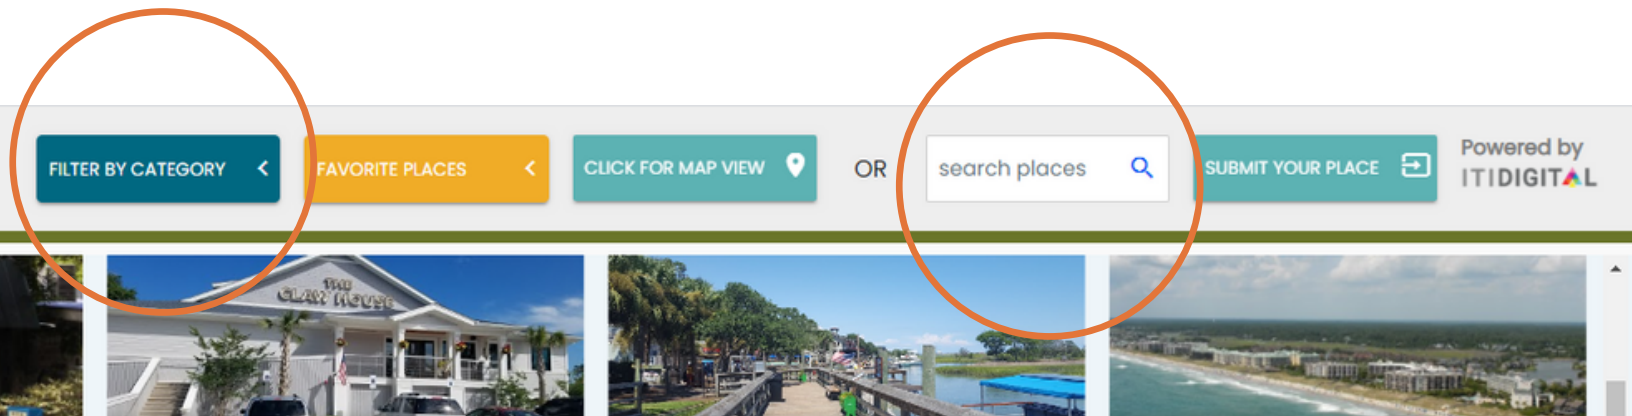 FILTER BY CATEGORY
FAVORITE PLACES
CLICK FOR MAP VIEW
OR
search places
SUBMIT YOUR PLACE
Powered by
ITIDIGITAL
THE
CLAW HOUSE